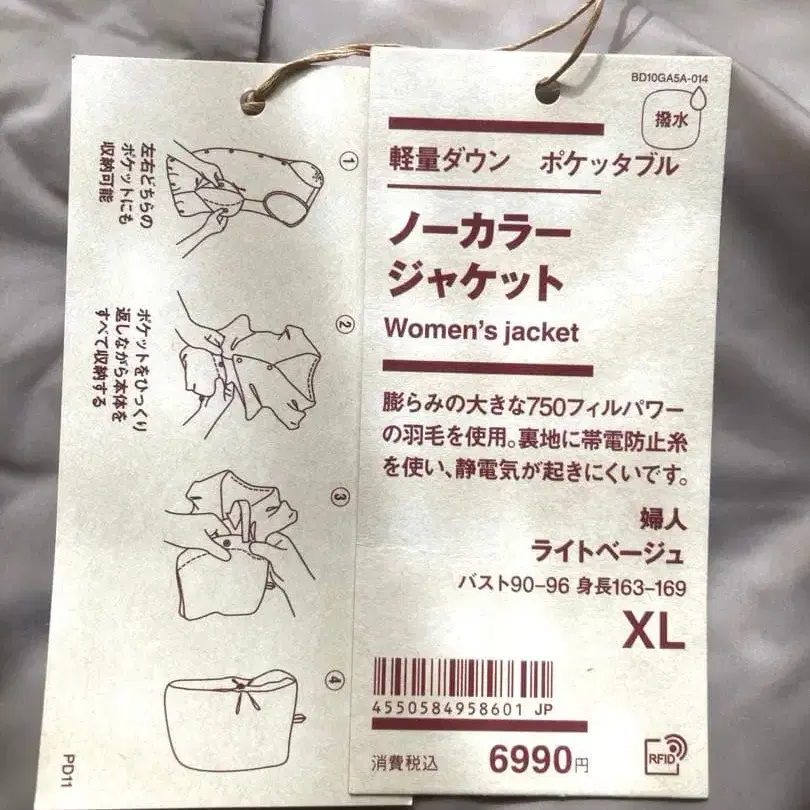 BD10GA5A-014
撥水
軽量ダウン ポケッタブル
ノーカラー
ジャケット
Women's jacket
膨らみの大きな750フィルパワー
の羽毛を使用。裏地に帯電防止糸
を使い、静電気が起きにくいです。
婦人
ライトベージュ
バスト90-96 身長163-169
XL
4550584958601 JP
消費税込 6990円
RFID
①
左右どちらの
ポケットにも
収納可能
②
ポケットをひっくり
返しながら本体を
すべて収納する
③
④
PD11